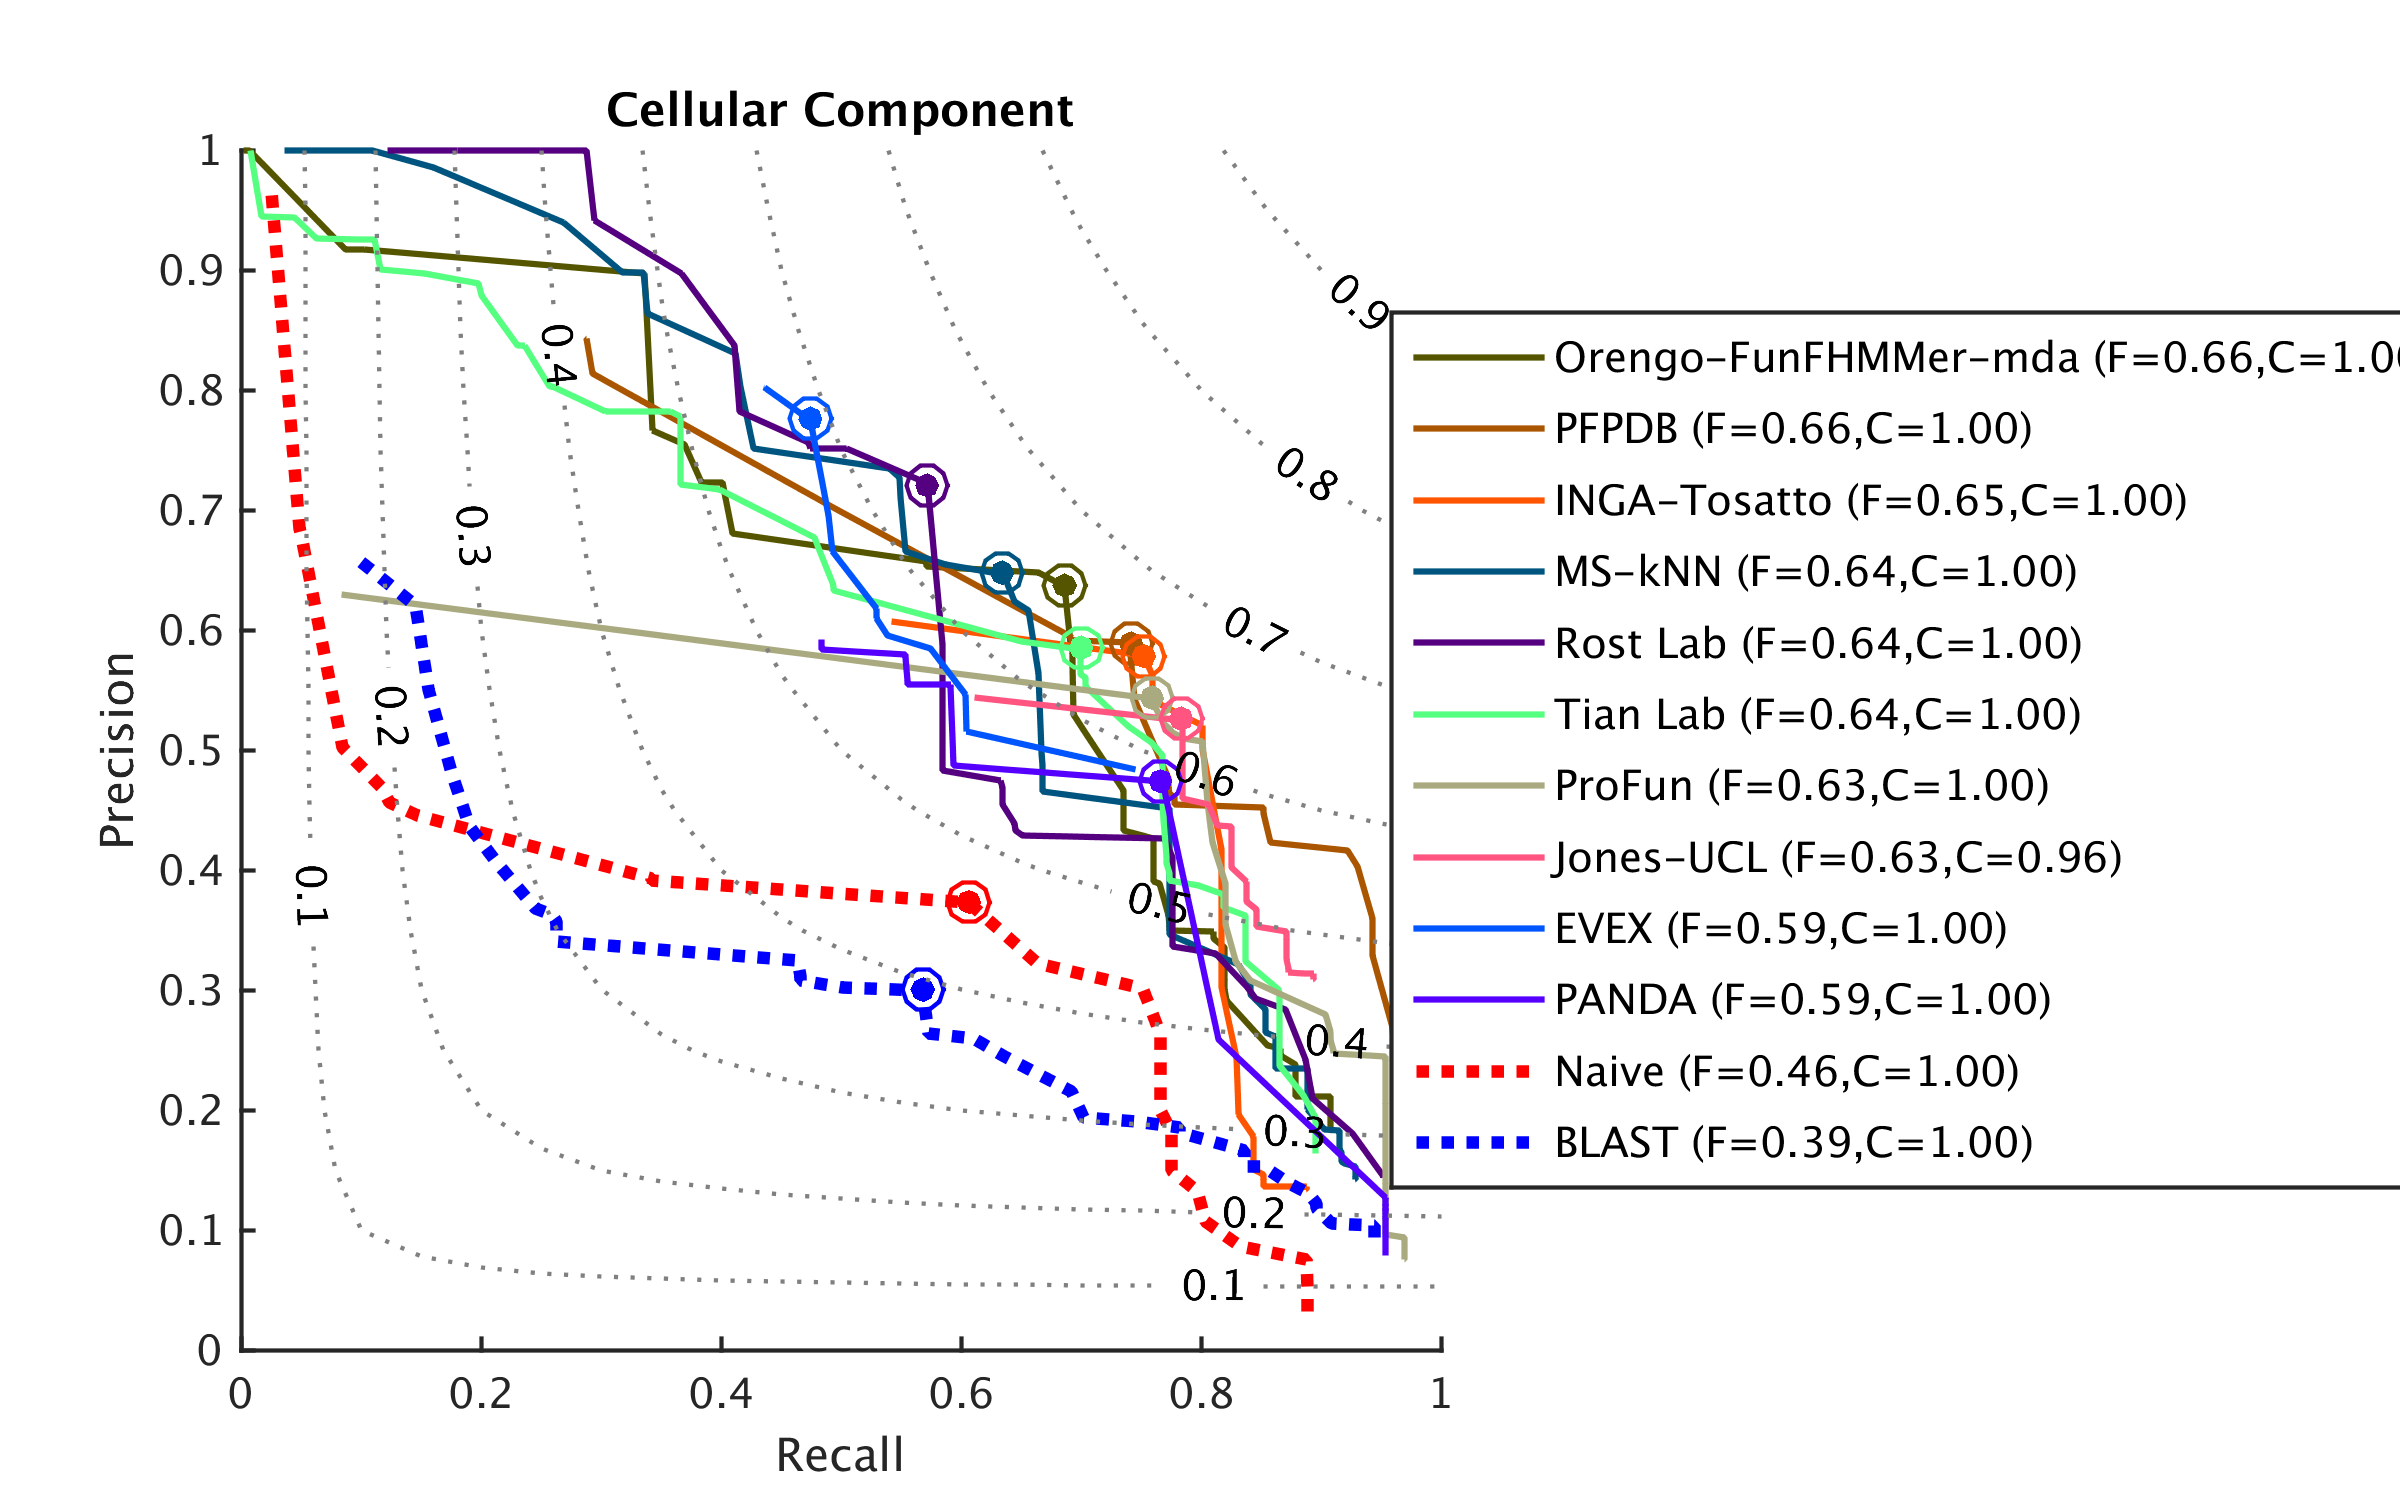 Cellular Component
1
0.9
0.8
0.7
0.6
0.5
0.4
0.3
0.2
0.1
0
Precision
0 0.2 0.4 0.6 0.8 1
Recall
0.9
0.8
0.7
0.6
0.5
0.4
0.3
0.2
0.1
0.4
0.3
0.2
0.1
Orengo-FunFHMMer-mda (F=0.66,C=1.00
PFPDB (F=0.66,C=1.00)
INGA-Tosatto (F=0.65,C=1.00)
MS-kNN (F=0.64,C=1.00)
Rost Lab (F=0.64,C=1.00)
Tian Lab (F=0.64,C=1.00)
ProFun (F=0.63,C=1.00)
Jones-UCL (F=0.63,C=0.96)
EVEX (F=0.59,C=1.00)
PANDA (F=0.59,C=1.00)
Naive (F=0.46,C=1.00)
BLAST (F=0.39,C=1.00)